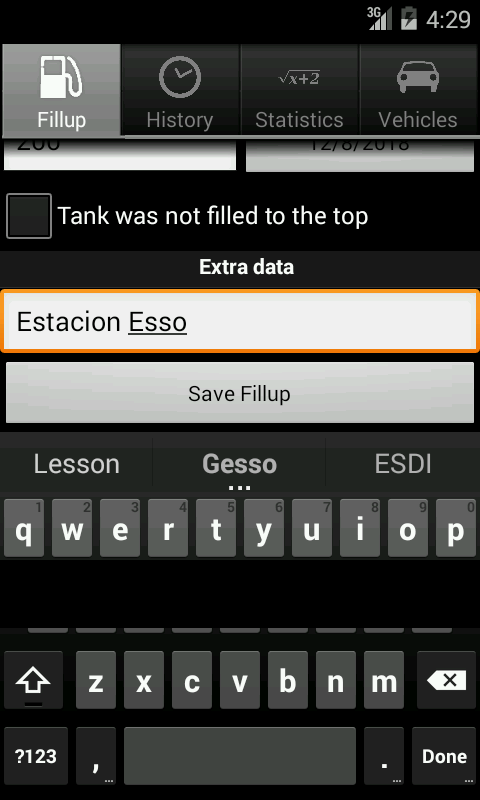 3G 4:29
Fillup History √x+2 Statistics Vehicles
200 12/8/2018
Tank was not filled to the top
Extra data
Estacion Esso
Save Fillup
Lesson Gesso ESDI
...
1 2 3 4 5 6 7 8 9 0
q w e r t y u i o p
z x c v b n m
?123 , ... . ... Done ...